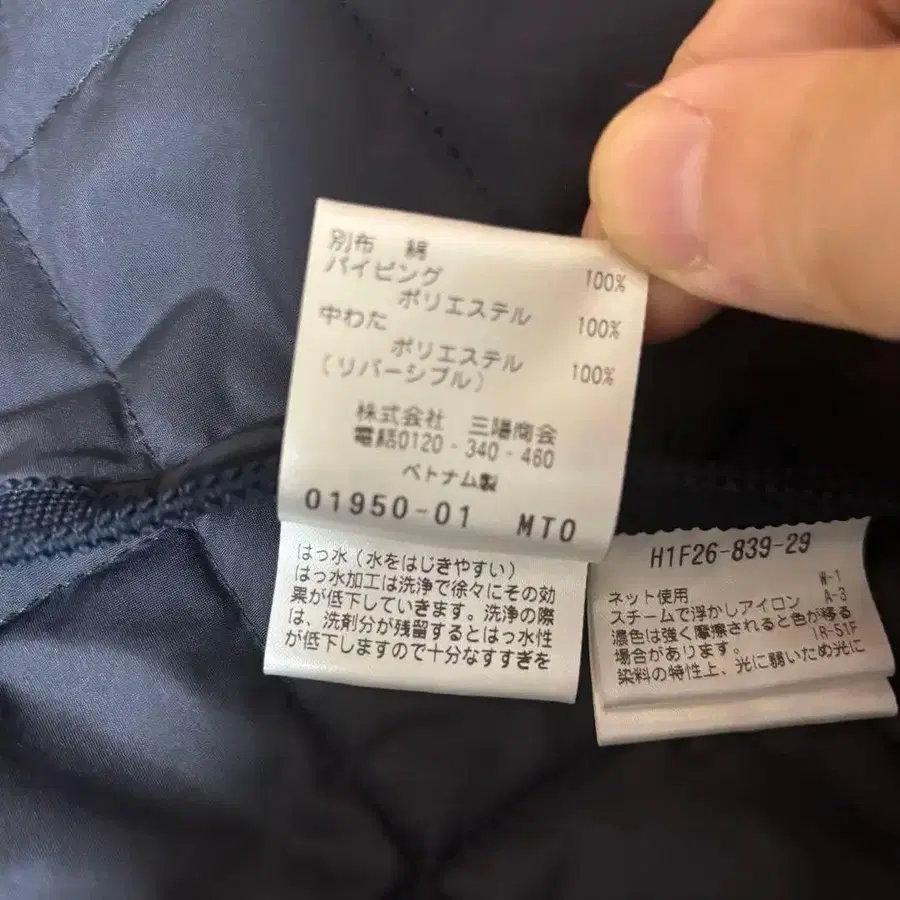 別布　綿 100%
パイピング
ポリエステル 100%
中わた
ポリエステル 100%
(リバーシブル)
株式会社　三陽商会
電話0120-340-460
ベトナム製
01950-01　MTO
はっ水（水をはじきやすい）
はっ水加工は洗浄で徐々にその効
果が低下していきます。洗浄の際
は、洗剤分が残留するとはっ水性
が低下しますので十分なすすぎを
H1F26-839-29
W-1
ネット使用 A-3
スチームで浮かしアイロン
濃色は強く摩擦されると色が移る
場合があります。 IR-51F
染料の特性上、光に弱いため光に